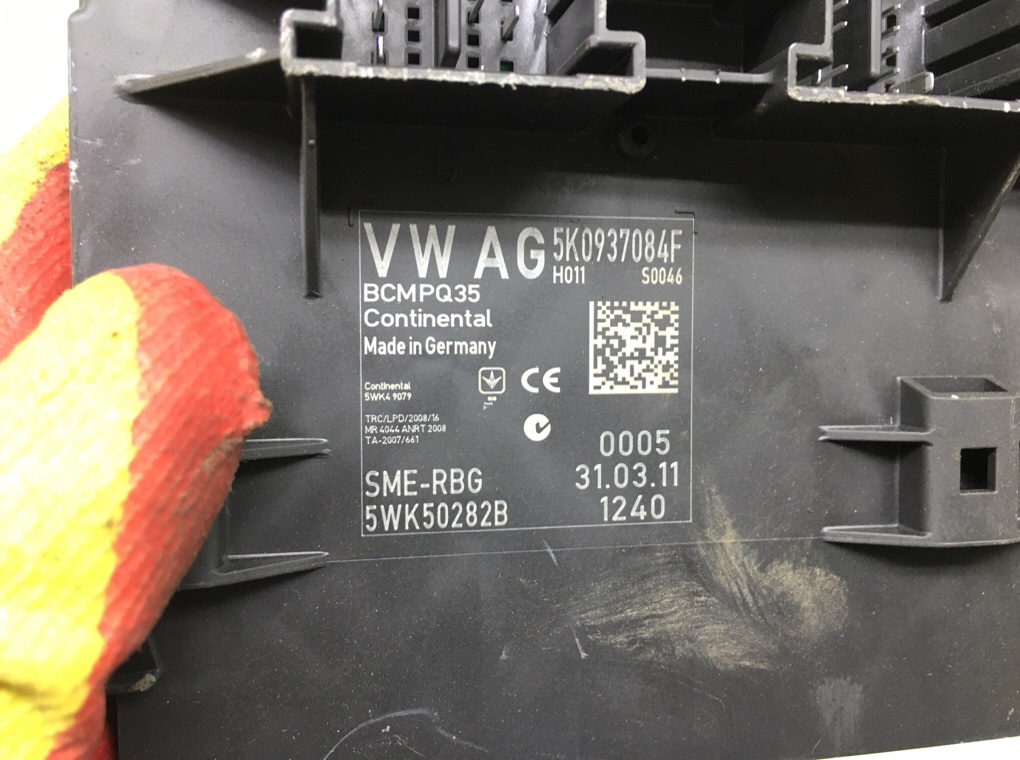 VW AG 5K0937084F
H011 S0046
BCMPQ35
Continental
Made in Germany
Continental
5WK4 9079
CE
TRC/LPD/2008/16
MR 4044 ANRT 2008
TA-2007/661
0005
SME-RBG 31.03.11
5WK50282B 1240